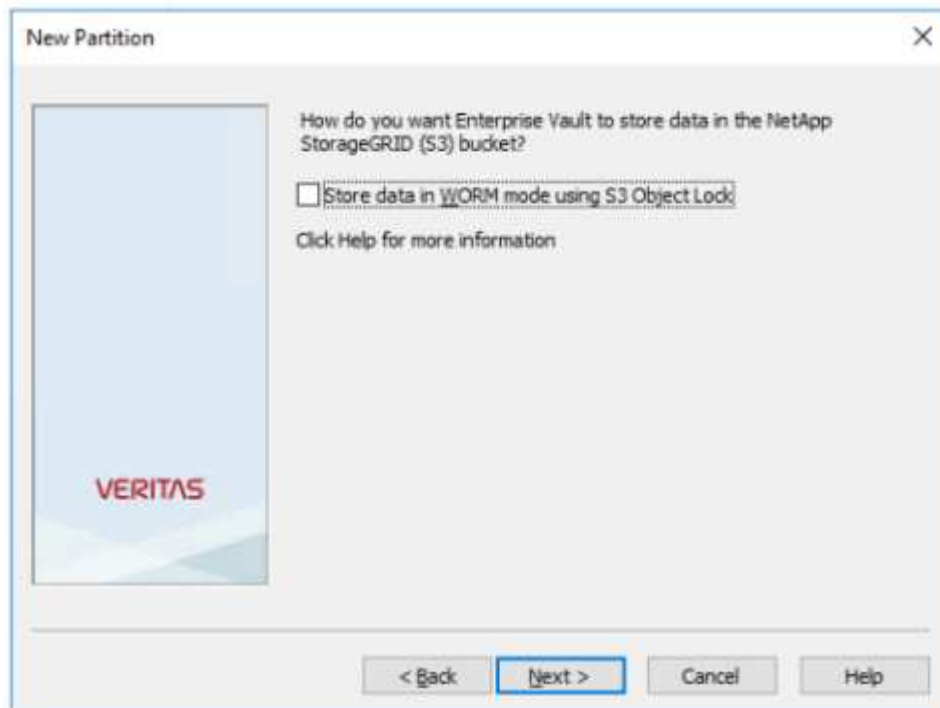 New Partition
How do you want Enterprise Vault to store data in the NetApp
StorageGRID (S3) bucket?
Store data in WORM mode using S3 Object Lock
Click Help for more information
VERITAS
< Back
Next >
Cancel
Help